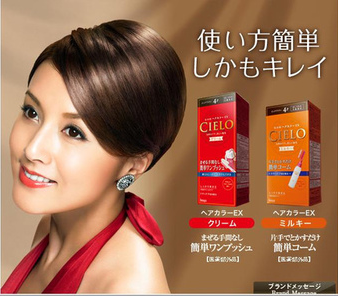 使い方簡単
しかもキレイ
CIELO
CIELO
ヘアカラーEX
クリーム
まぜる手間なし
簡単ワンプッシュ
【医薬部外品】
ヘアカラーEX
ミルキー
片手でとかすだけ
簡単コーム
【医薬部外品】
ブランドメッセージ
Brand Message